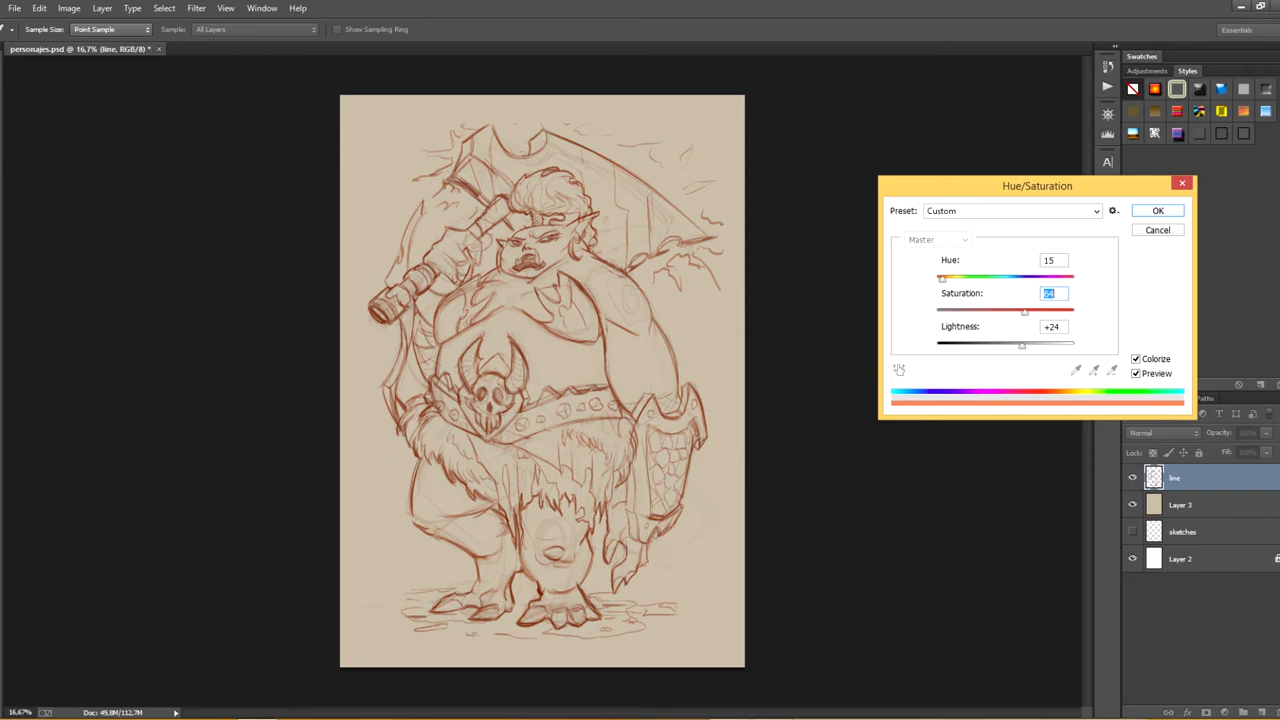 File Edit Image Layer Type Select Filter View Window Help
Sample Size: Point Sample Sample: All Layers Show Sampling Ring Essentials
personajes.psd @ 16,7% (line, RGB/8) * ×
Swatches
Adjustments Styles
Hue/Saturation
Preset: Custom OK
Cancel
Master
Hue: 15
Saturation: 64
Lightness: +24
Colorize
Preview
Paths
Normal Opacity: 100%
Lock: Fill: 100%
line
Layer 3
sketches
Layer 2
16,67% Doc: 49,8M/112,7M